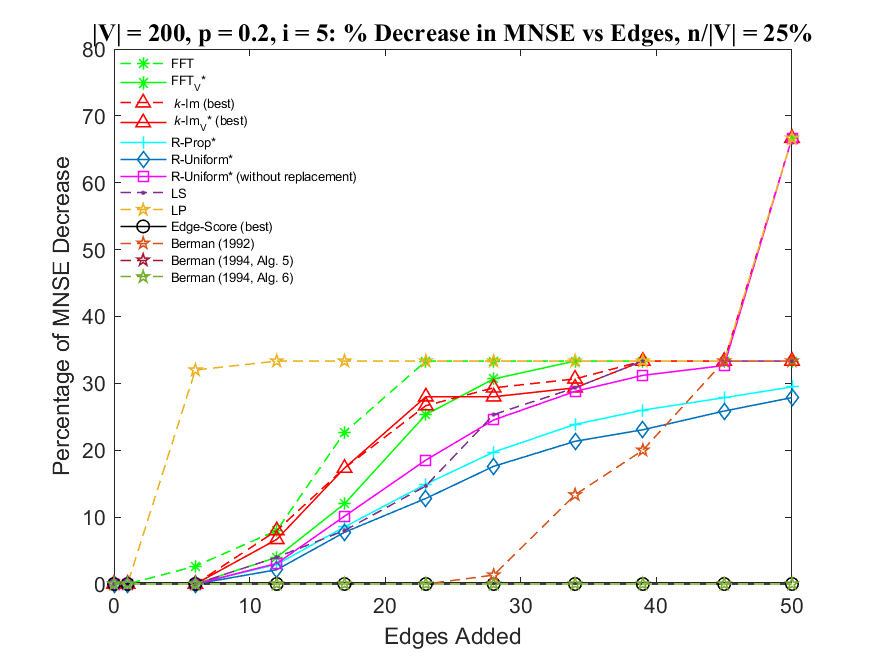 |V| = 200, p = 0.2, i = 5: % Decrease in MNSE vs Edges, n/|V| = 25%
80
70
60
50
40
30
20
10
0
Percentage of MNSE Decrease
FFT
FFT_V*
k-Im (best)
k-Im_V* (best)
R-Prop*
R-Uniform*
R-Uniform* (without replacement)
LS
LP
Edge-Score (best)
Berman (1992)
Berman (1994, Alg. 5)
Berman (1994, Alg. 6)
0 10 20 30 40 50
Edges Added